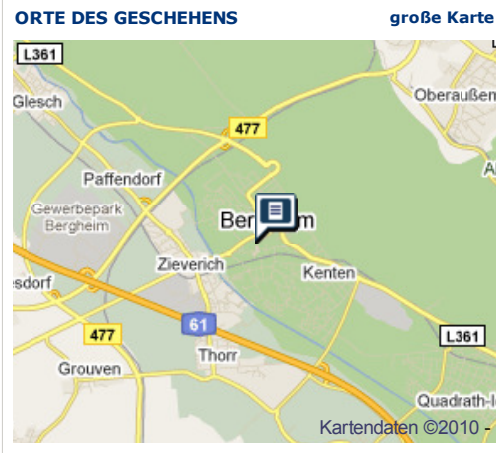 ORTE DES GESCHEHENS große Karte
L361
Glesch
Oberaußem
477
Paffendorf
Gewerbepark
Bergheim
Zieverich
Kenten
61
477
L361
Thorr
Grouven
Kartendaten ©2010 -